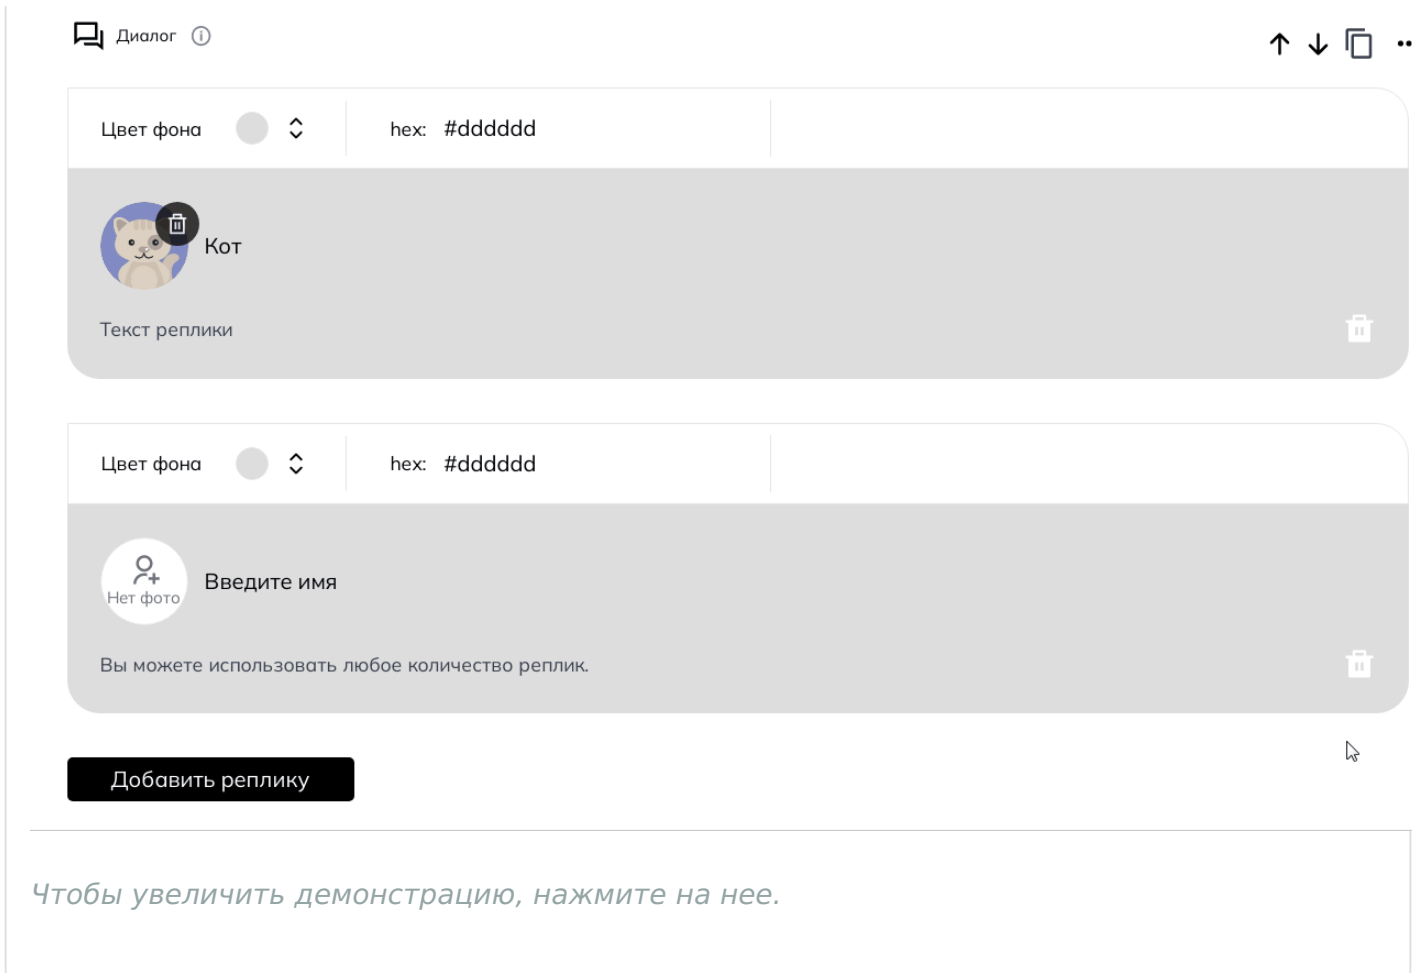 Диалог
Цвет фона hex: #dddddd
Кот
Текст реплики
Цвет фона hex: #dddddd
Нет фото
Введите имя
Вы можете использовать любое количество реплик.
Добавить реплику
Чтобы увеличить демонстрацию, нажмите на нее.